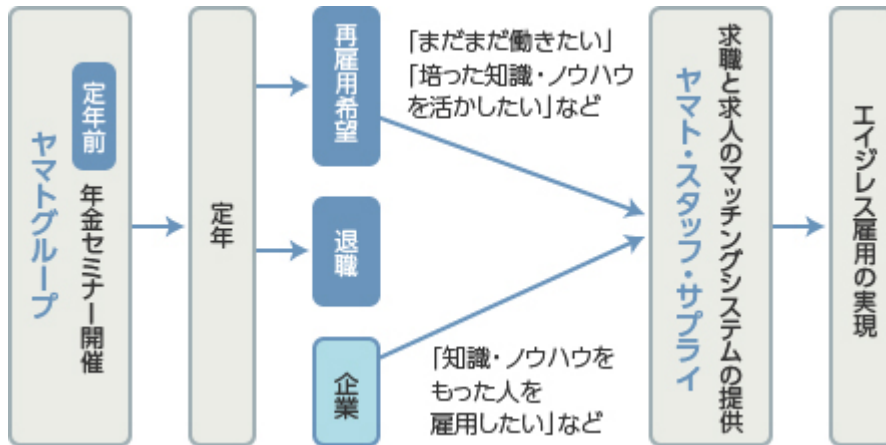 ヤマトグループ
定年前
年金セミナー開催
定年
再雇用希望
「まだまだ働きたい」
「培った知識・ノウハウ
を活かしたい」など
退職
企業
「知識・ノウハウを
もった人を
雇用したい」など
求職と求人のマッチングシステムの提供
ヤマト・スタッフ・サプライ
エイジレス雇用の実現